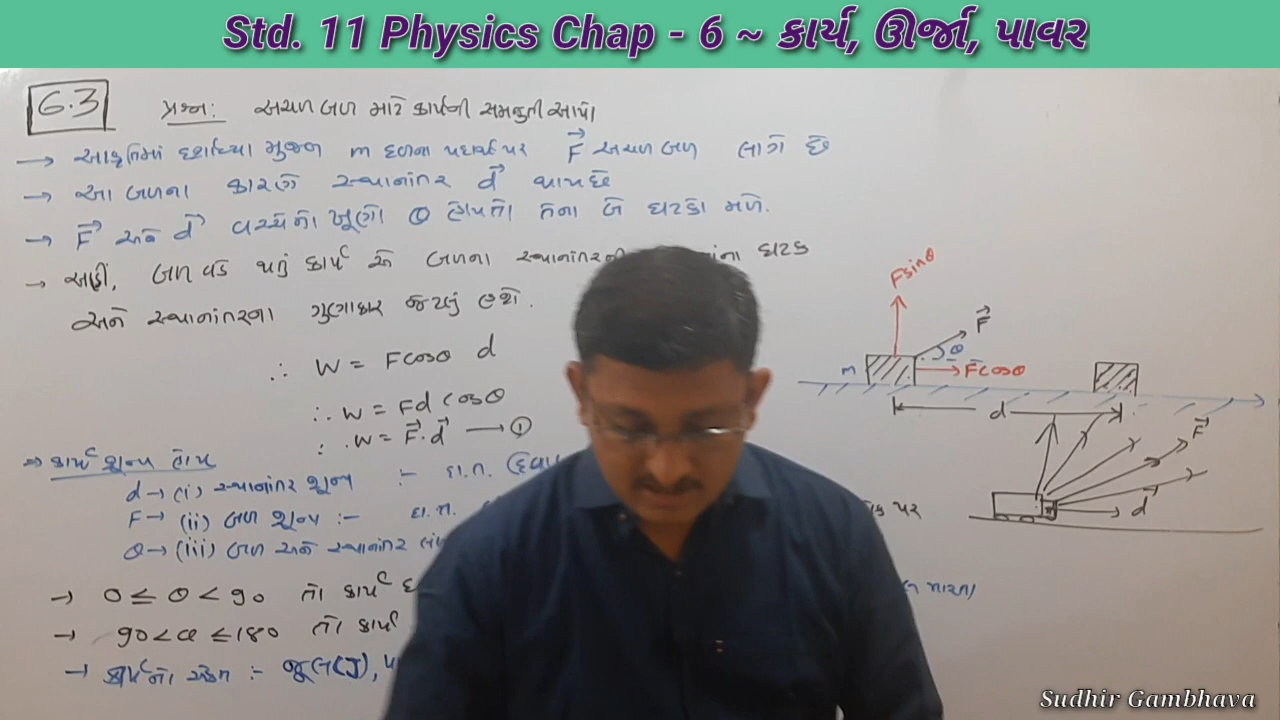 Std. 11 Physics Chap - 6 ~ કાર્ય, ઊર્જા, પાવર
6.3 પ્રશ્ન: અચળ બળ માટે કાર્યની સમજુતી આપો
→ આકૃતિમાં દર્શાવ્યા મુજબ m દળના પદાર્થ પર F⃗ અચળ બળ લાગે છે
→ આ બળના કારણે સ્થાનાંતર d⃗ થાય છે
→ F⃗ અને d⃗ વચ્ચેનો ખૂણો θ હોય તો તેના બે ઘટકો મળે.
→ અહીં, બળ વડે થતું કાર્ય એ બળના ઘટક
અને સ્થાનાંતરના ગુણાકાર જેટલું હશે.
∴ W = Fcosθ d
∴ W = Fd cosθ
∴ W = F⃗·d⃗ → ①
⇒ કાર્ય શૂન્ય હોય
d → (i) સ્થાનાંતર શૂન્ય :- દા.ત.
F → (ii) બળ શૂન્ય :- દા.ત. પર
θ → (iii) બળ અને સ્થાનાંતર
→ 0 ≤ θ < 90 તો કાર્ય
→ 90 < θ ≤ 180 તો કાર્ય
→ કાર્યનો એકમ :- જૂલ(J),
Fsinθ
F⃗
θ
m
Fcosθ
d
F⃗
d⃗
Sudhir Gambhava